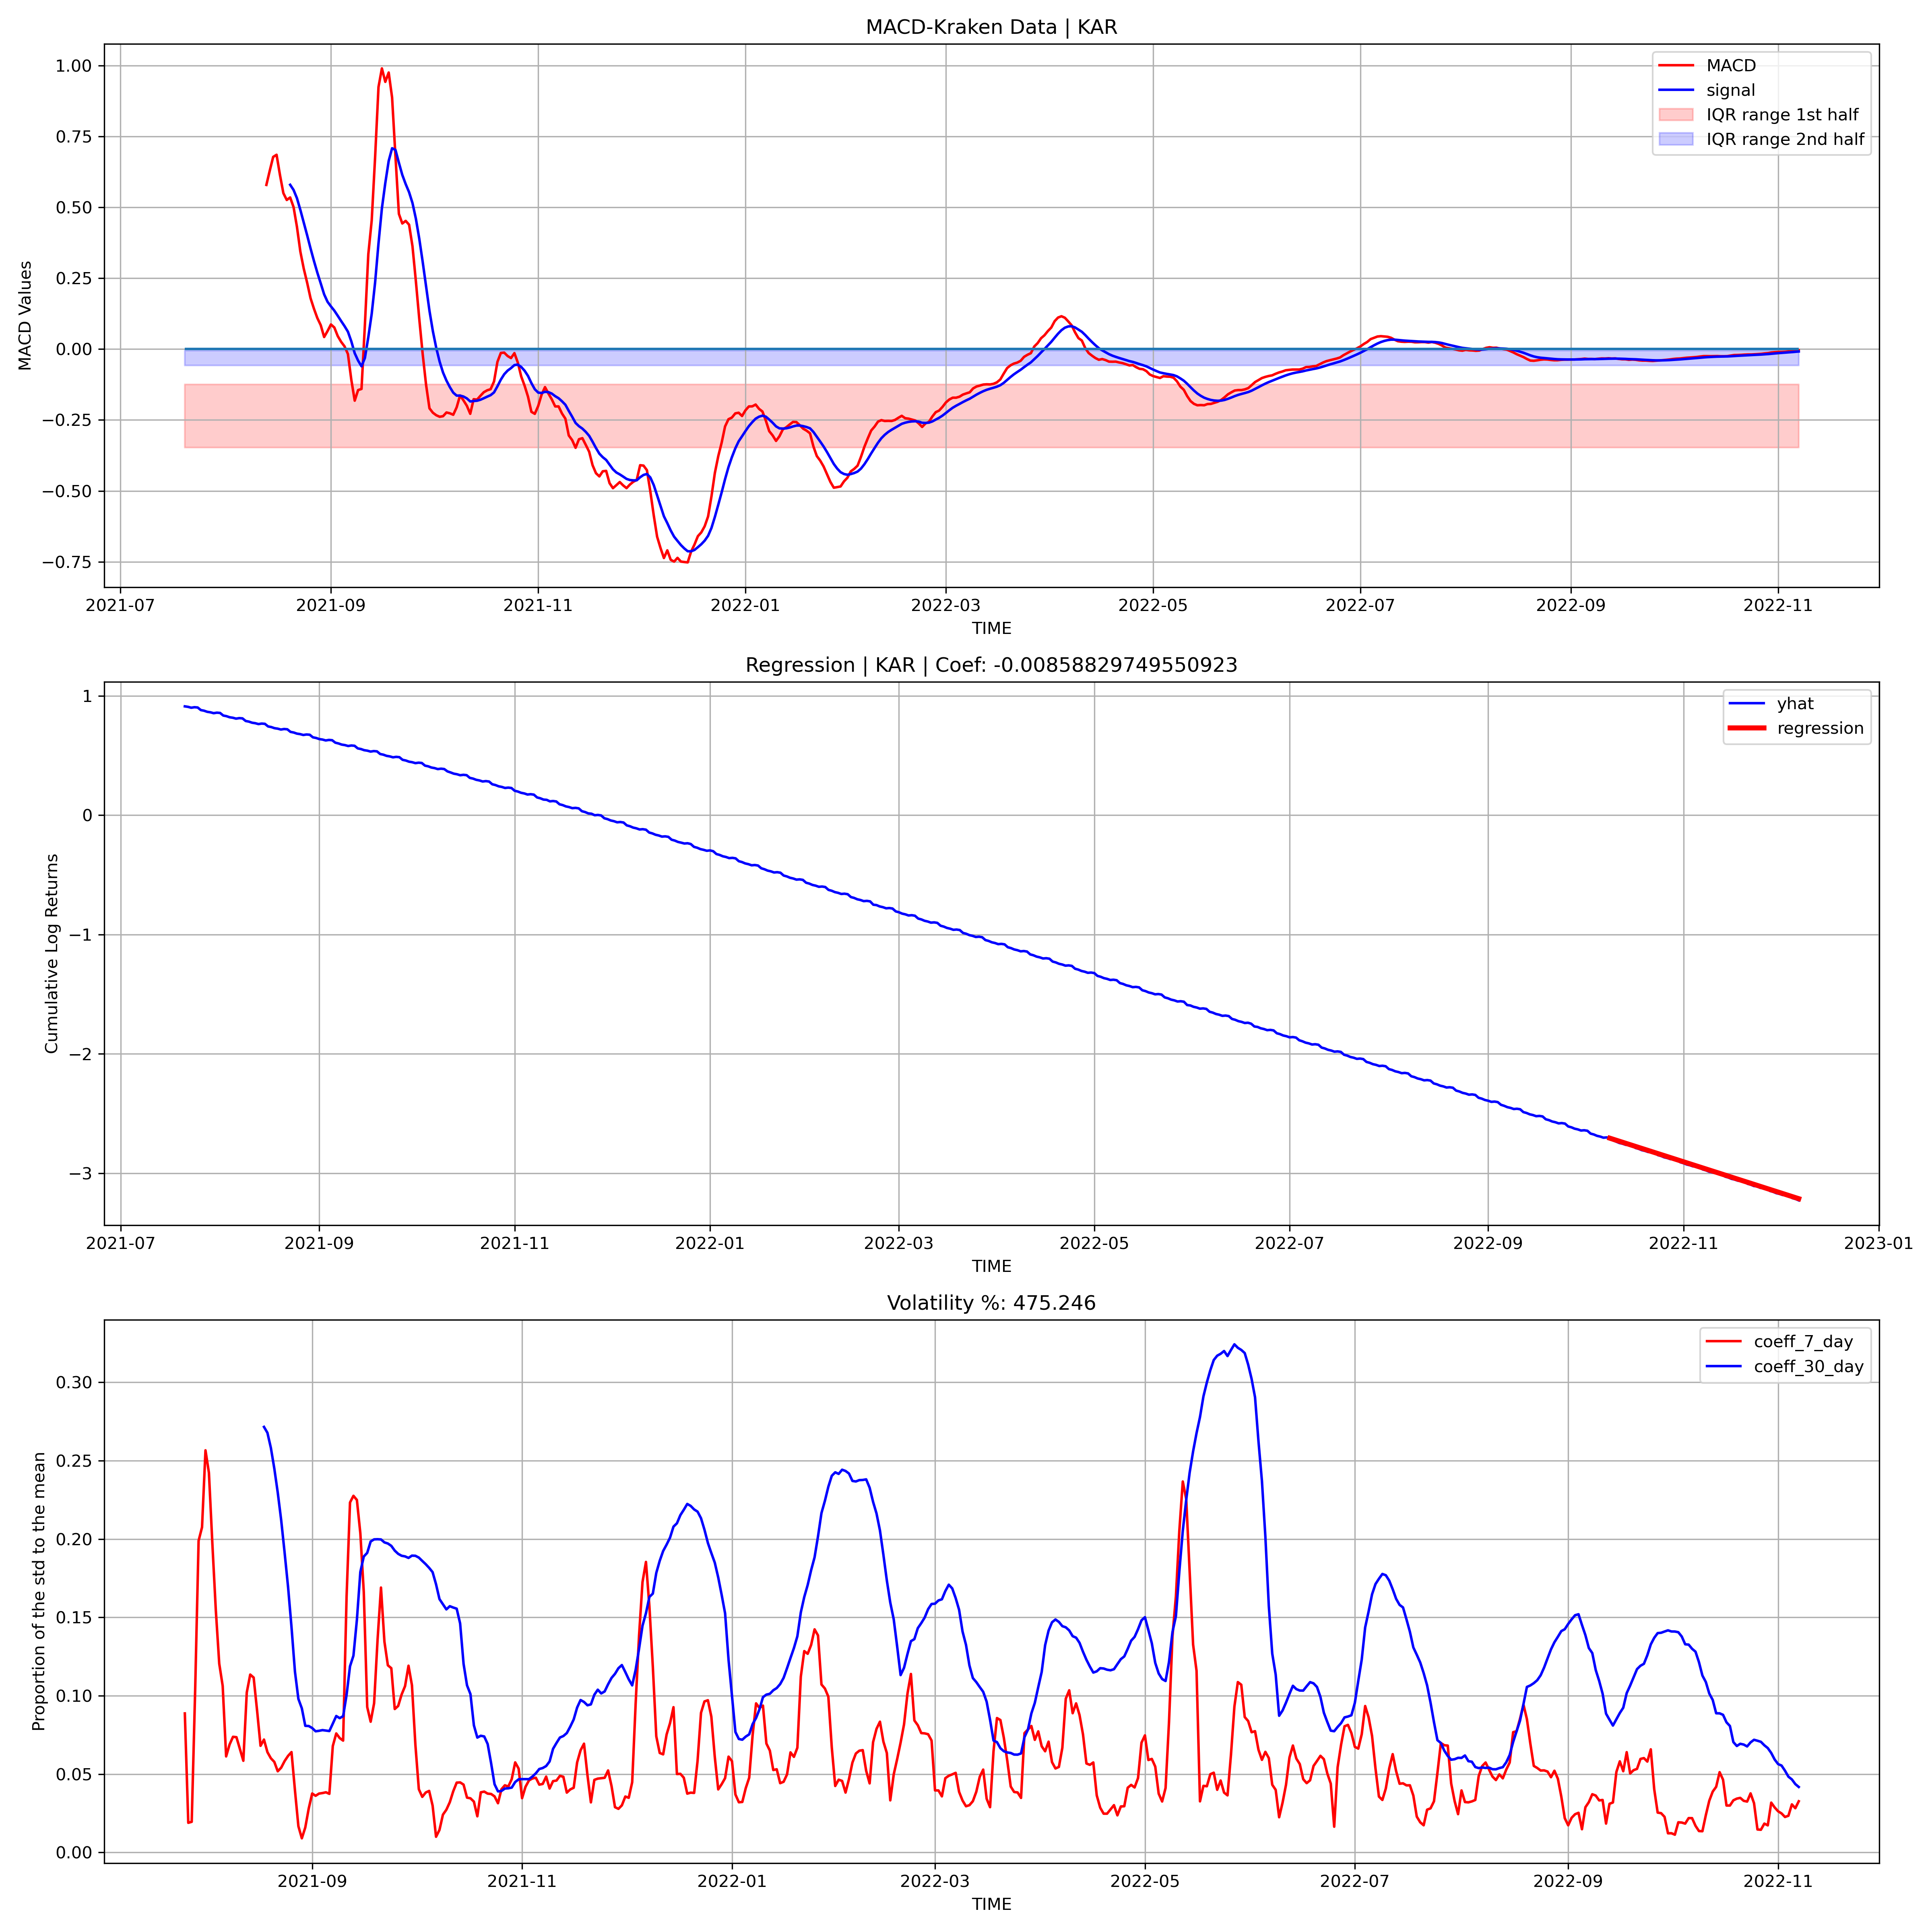 MACD-Kraken Data | KAR
MACD Values
1.00
0.75
0.50
0.25
0.00
−0.25
−0.50
−0.75
MACD
signal
IQR range 1st half
IQR range 2nd half
2021-07 2021-09 2021-11 2022-01 2022-03 2022-05 2022-07 2022-09 2022-11
TIME
Regression | KAR | Coef: -0.00858829749550923
Cumulative Log Returns
1
0
−1
−2
−3
yhat
regression
2021-07 2021-09 2021-11 2022-01 2022-03 2022-05 2022-07 2022-09 2022-11 2023-01
TIME
Volatility %: 475.246
Proportion of the std to the mean
0.30
0.25
0.20
0.15
0.10
0.05
0.00
coeff_7_day
coeff_30_day
2021-09 2021-11 2022-01 2022-03 2022-05 2022-07 2022-09 2022-11
TIME